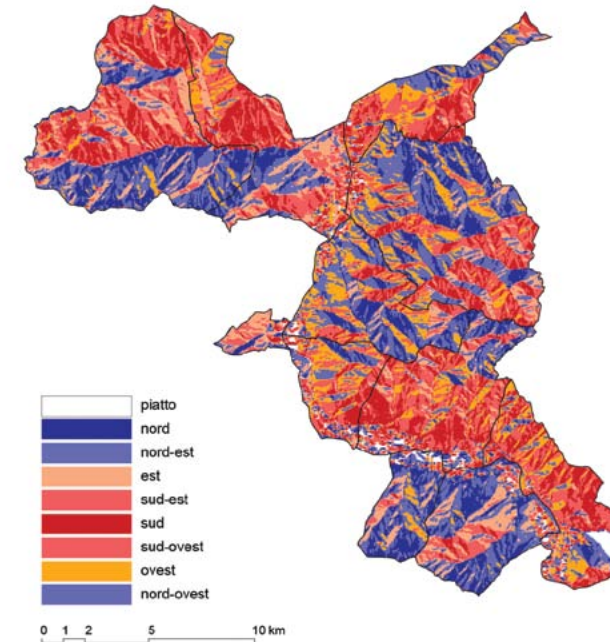 piatto
nord
nord-est
est
sud-est
sud
sud-ovest
ovest
nord-ovest
0 1 2 5 10 km